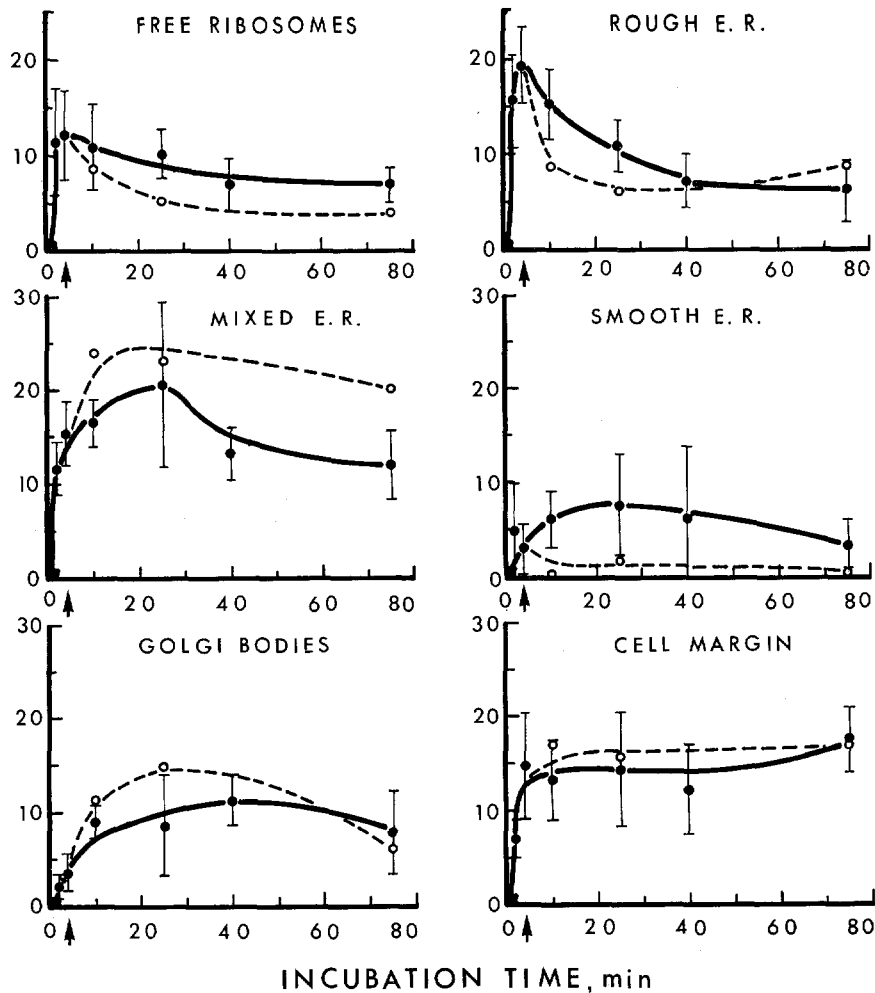 FREE RIBOSOMES
20
10
0
20 40 60 80
ROUGH E. R.
20
10
0
0 20 40 60 80
MIXED E.R.
30
20
10
0
0 20 40 60 80
SMOOTH E.R.
30
20
10
0
0 20 40 60 80
GOLGI BODIES
30
20
10
0
0 20 40 60 80
CELL MARGIN
30
20
10
0
0 20 40 60 80
INCUBATION TIME, min